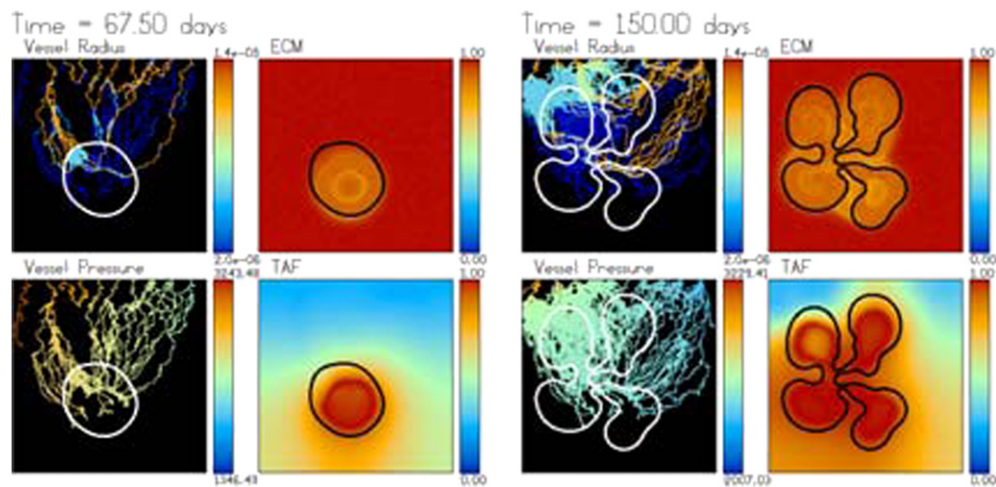 Time = 67.50 days
Time = 150.00 days
Vessel Radius
ECM
Vessel Radius
ECM
1.4e-05
1.00
1.4e-05
1.00
2.0e-06
0.00
2.0e-06
0.00
Vessel Pressure
TAF
Vessel Pressure
TAF
3243.48
1.00
3229.41
1.00
1346.43
0.00
2007.03
0.00